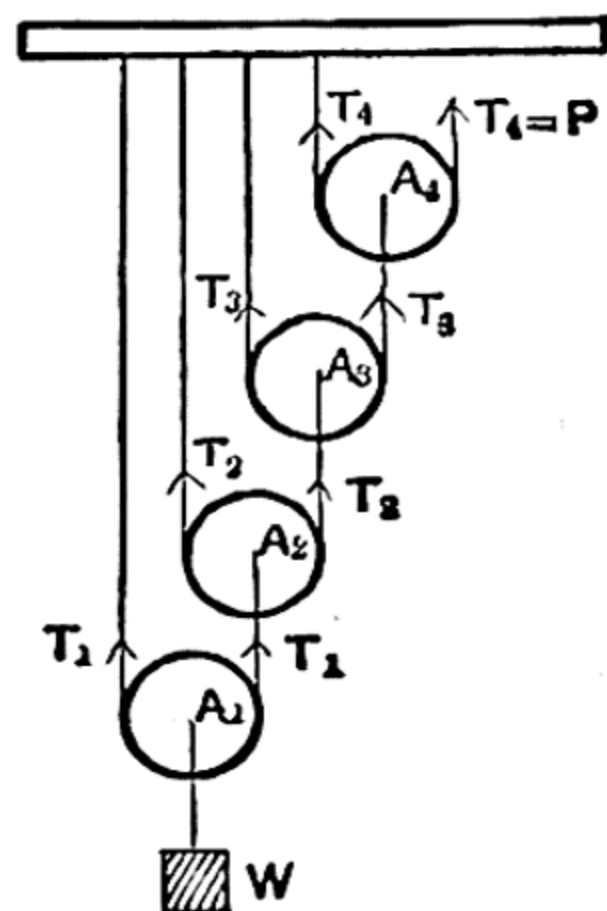 T₄ T₄=P
A₄
T₃ T₃
A₃
T₂ T₂
A₂
T₁ T₁
A₁
W